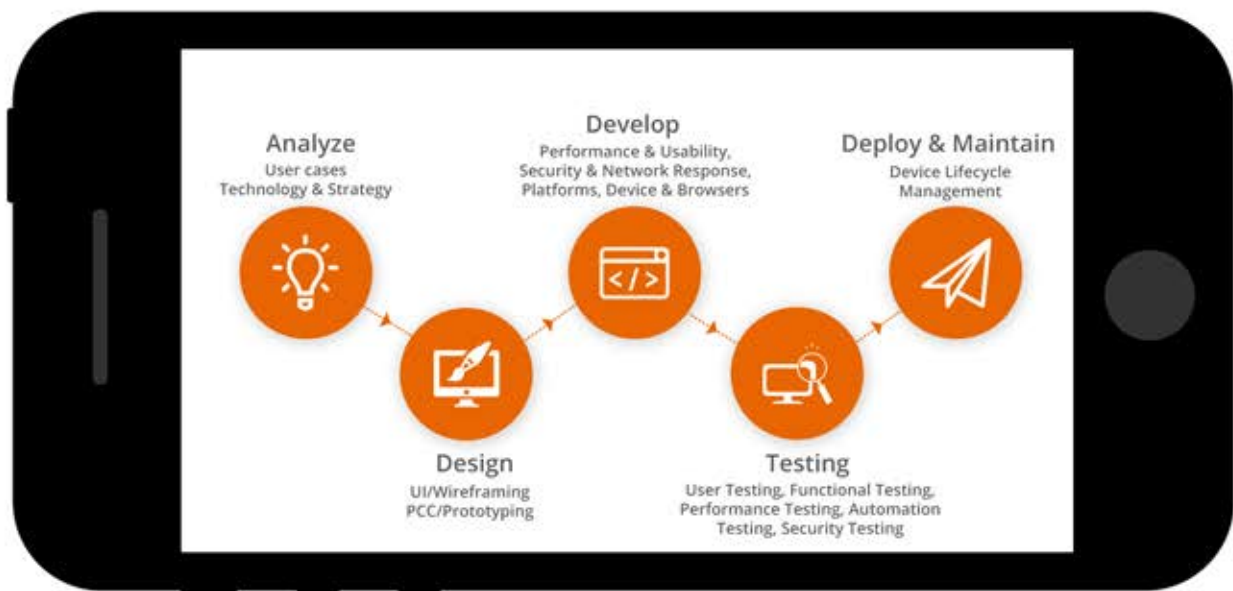 Analyze
User cases
Technology & Strategy
Design
UI/Wireframing
PCC/Prototyping
Develop
Performance & Usability,
Security & Network Response,
Platforms, Device & Browsers
</>
Testing
User Testing, Functional Testing,
Performance Testing, Automation
Testing, Security Testing
Deploy & Maintain
Device Lifecycle
Management